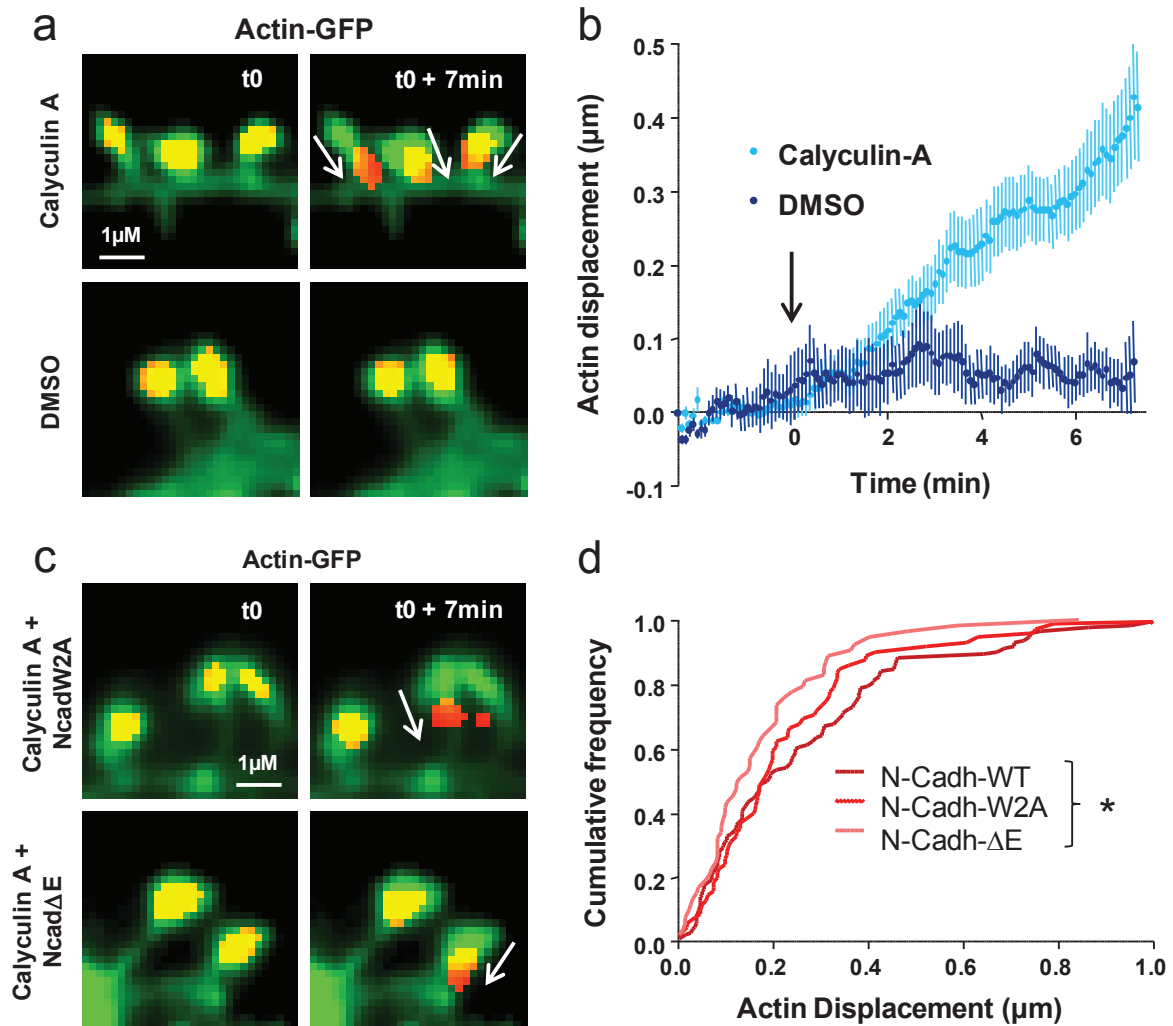 a
Actin-GFP
Calyculin A
t0
t0 + 7min
1µM
DMSO
b
Actin displacement (µm)
0.5
0.4
0.3
0.2
0.1
0.0
-0.1
Calyculin-A
DMSO
0
2
4
6
Time (min)
c
Actin-GFP
Calyculin A +
NcadW2A
t0
t0 + 7min
1µM
Calyculin A +
NcadΔE
d
Cumulative frequency
1.0
0.8
0.6
0.4
0.2
0.0
N-Cadh-WT
N-Cadh-W2A
N-Cadh-ΔE
*
0.0
0.2
0.4
0.6
0.8
1.0
Actin Displacement (µm)